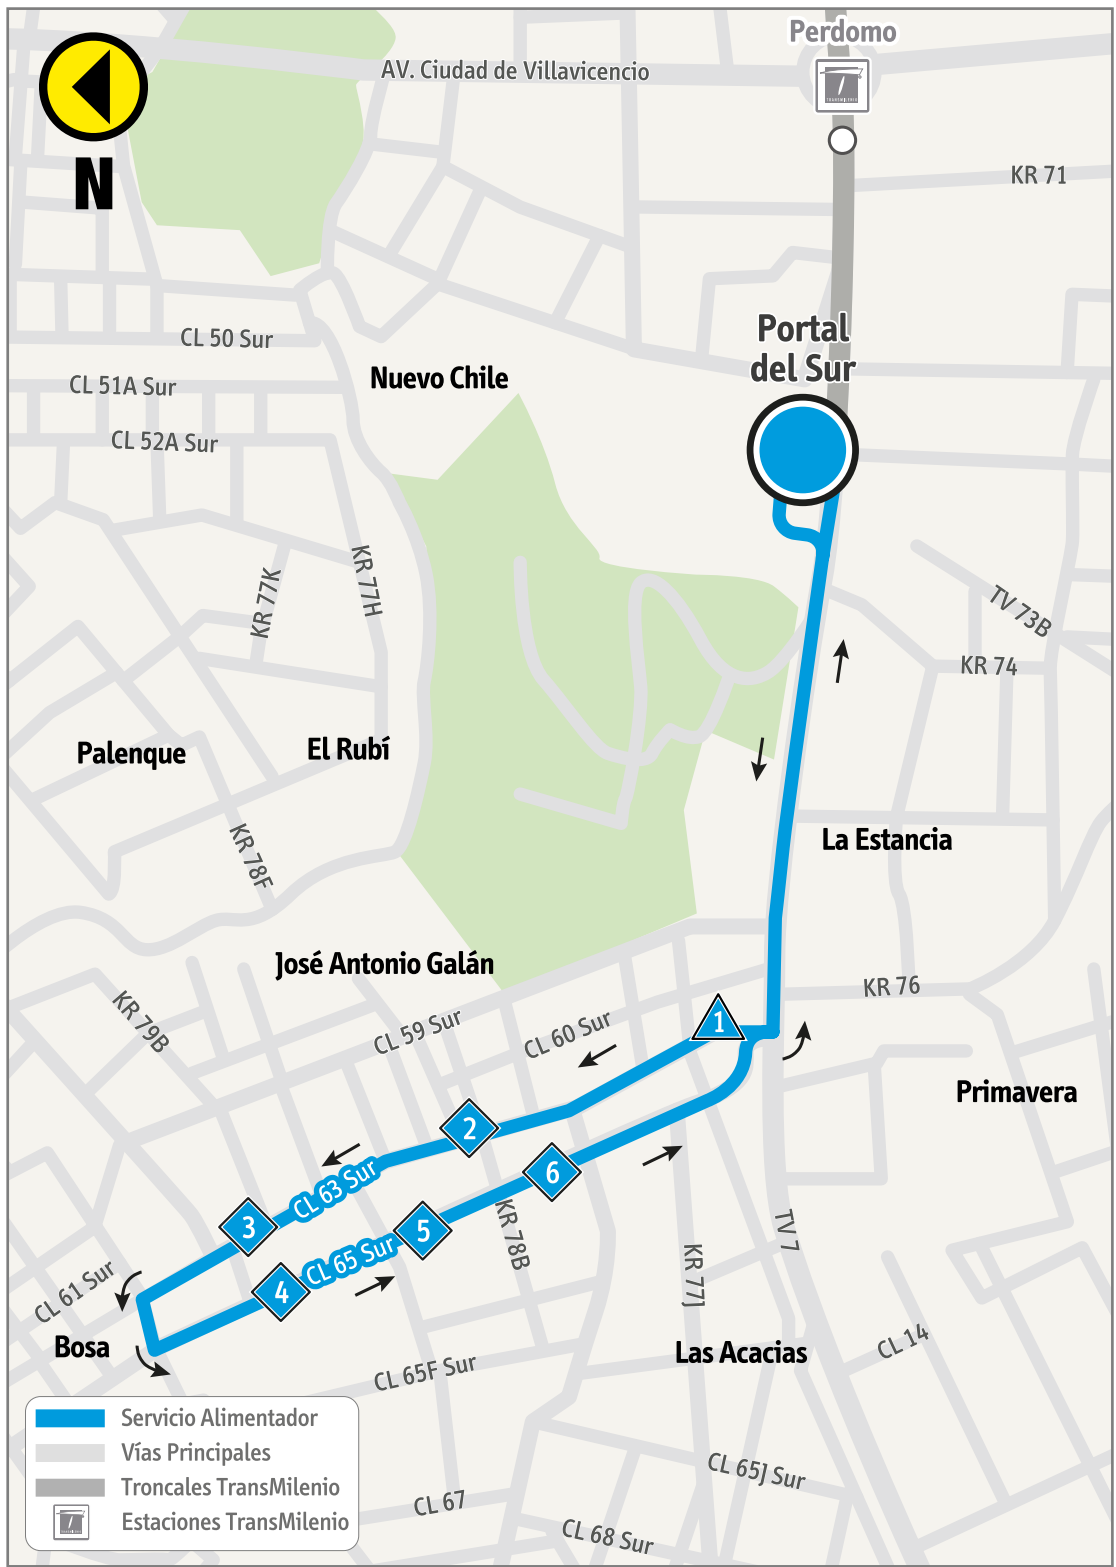 Perdomo
AV. Ciudad de Villavicencio
TRANSMILENIO
N
KR 71
Portal
del Sur
CL 50 Sur
Nuevo Chile
CL 51A Sur
CL 52A Sur
KR 77K
KR 77H
TV 73B
KR 74
Palenque
El Rubí
KR 78F
La Estancia
José Antonio Galán
KR 76
KR 79B
CL 59 Sur
CL 60 Sur
1
Primavera
2
6
CL 63 Sur
3
5
KR 78B
TV 7
CL 65 Sur
4
KR 77J
CL 61 Sur
Bosa
Las Acacias
CL 14
CL 65F Sur
CL 65J Sur
CL 67
CL 68 Sur
Servicio Alimentador
Vías Principales
Troncales TransMilenio
Estaciones TransMilenio